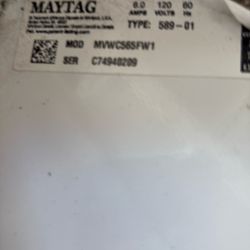 MAYTAG
6.0 120 60
AMPS VOLTS Hz
TYPE: 589-01
MOD MVWC565FW1
SER C74940209